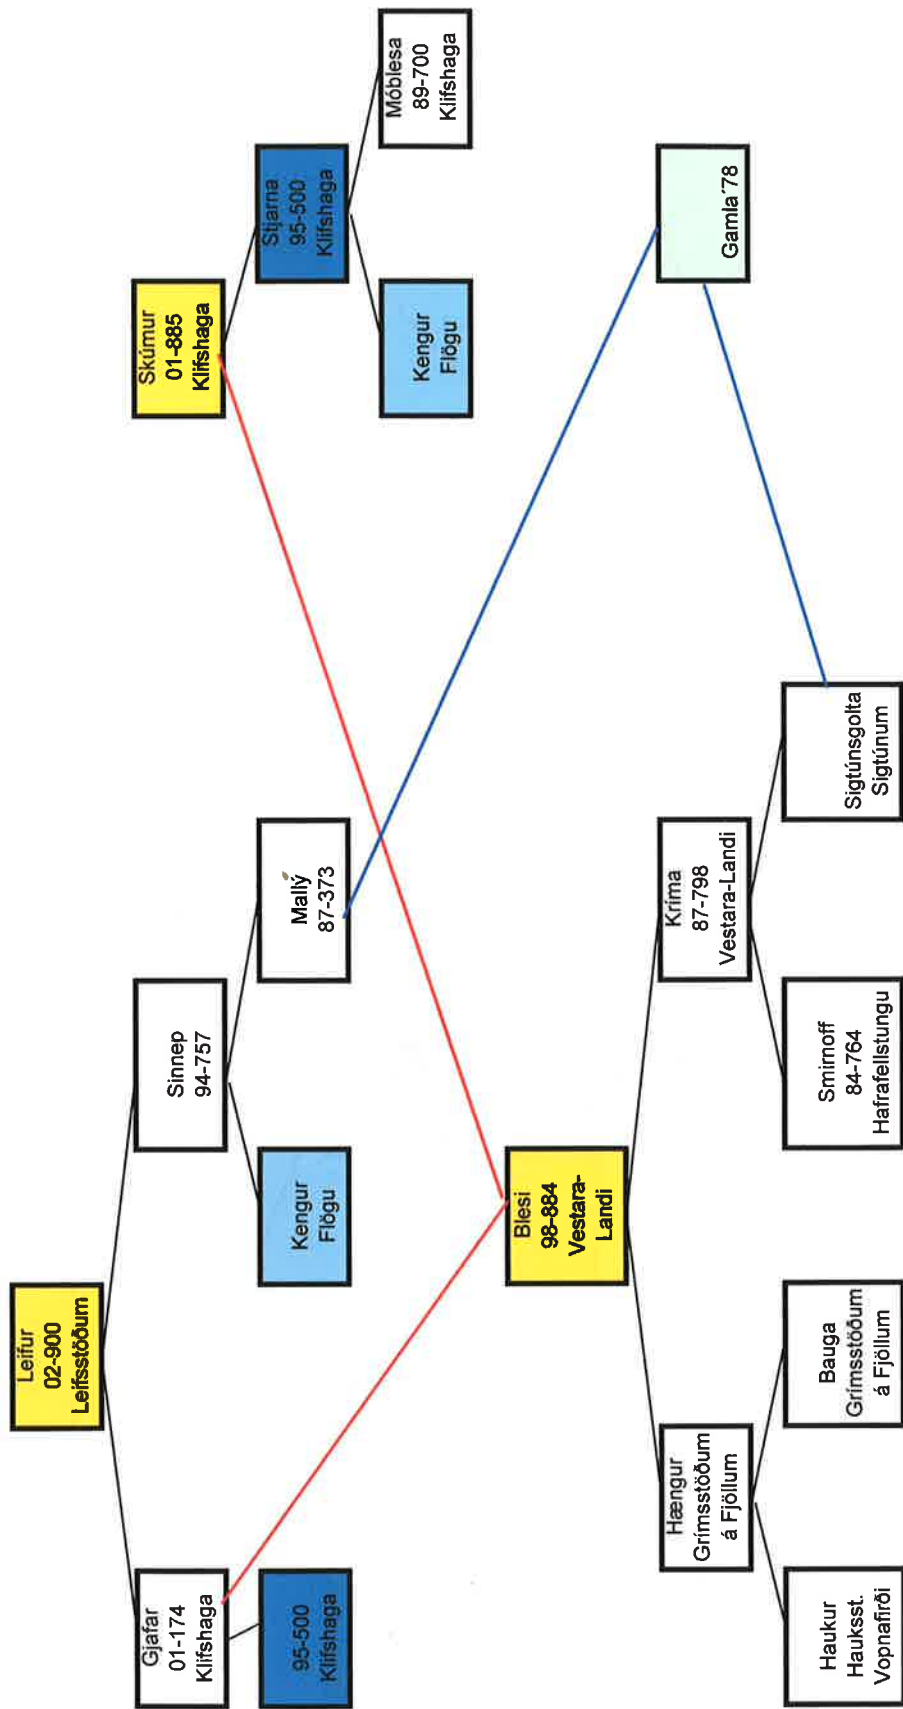 Leifur
02-900
Leifsstöðum
Gjafar
01-174
Klifshaga
Sinnep
94-757
Skúmur
01-885
Klifshaga
95-500
Klifshaga
Kengur
Flögu
Mallý
87-373
Stjarna
95-500
Klifshaga
Kengur
Flögu
Móblesa
89-700
Klifshaga
Blesi
98-884
Vestara-
Landi
Hængur
Grímsstöðum
á Fjöllum
Kríma
87-798
Vestara-Landi
Gamla´78
Haukur
Hauksst.
Vopnafirði
Bauga
Grímsstöðum
á Fjöllum
Smirnoff
84-764
Hafrafellstungu
Sigtúnsgolta
Sigtúnum